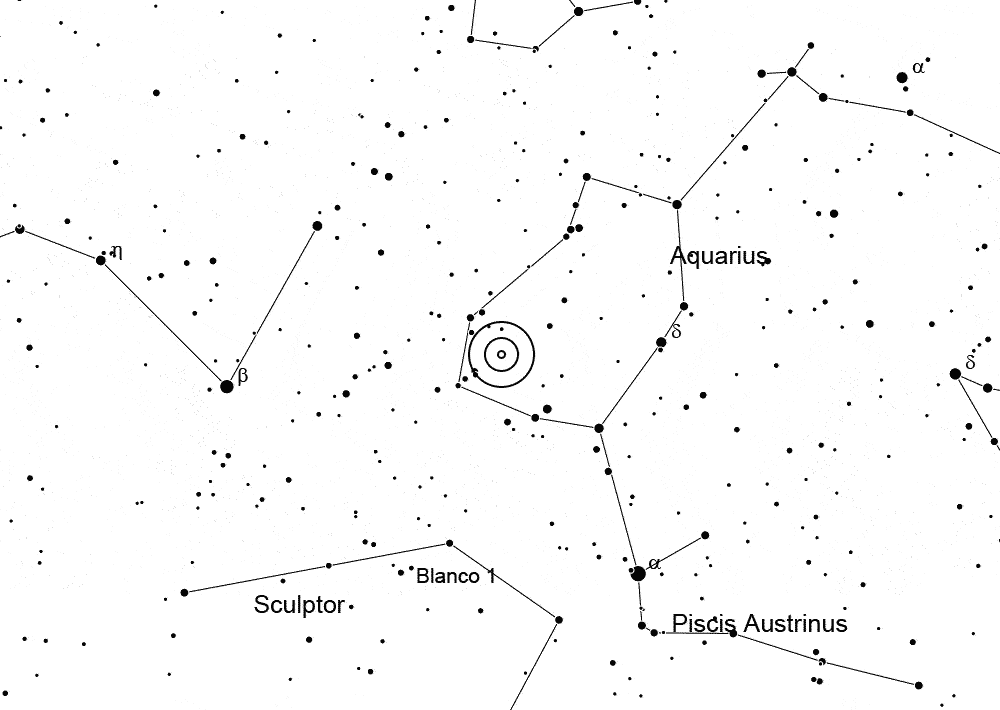 α
η
Aquarius
δ
δ
β
α
Blanco 1
Sculptor
Piscis Austrinus